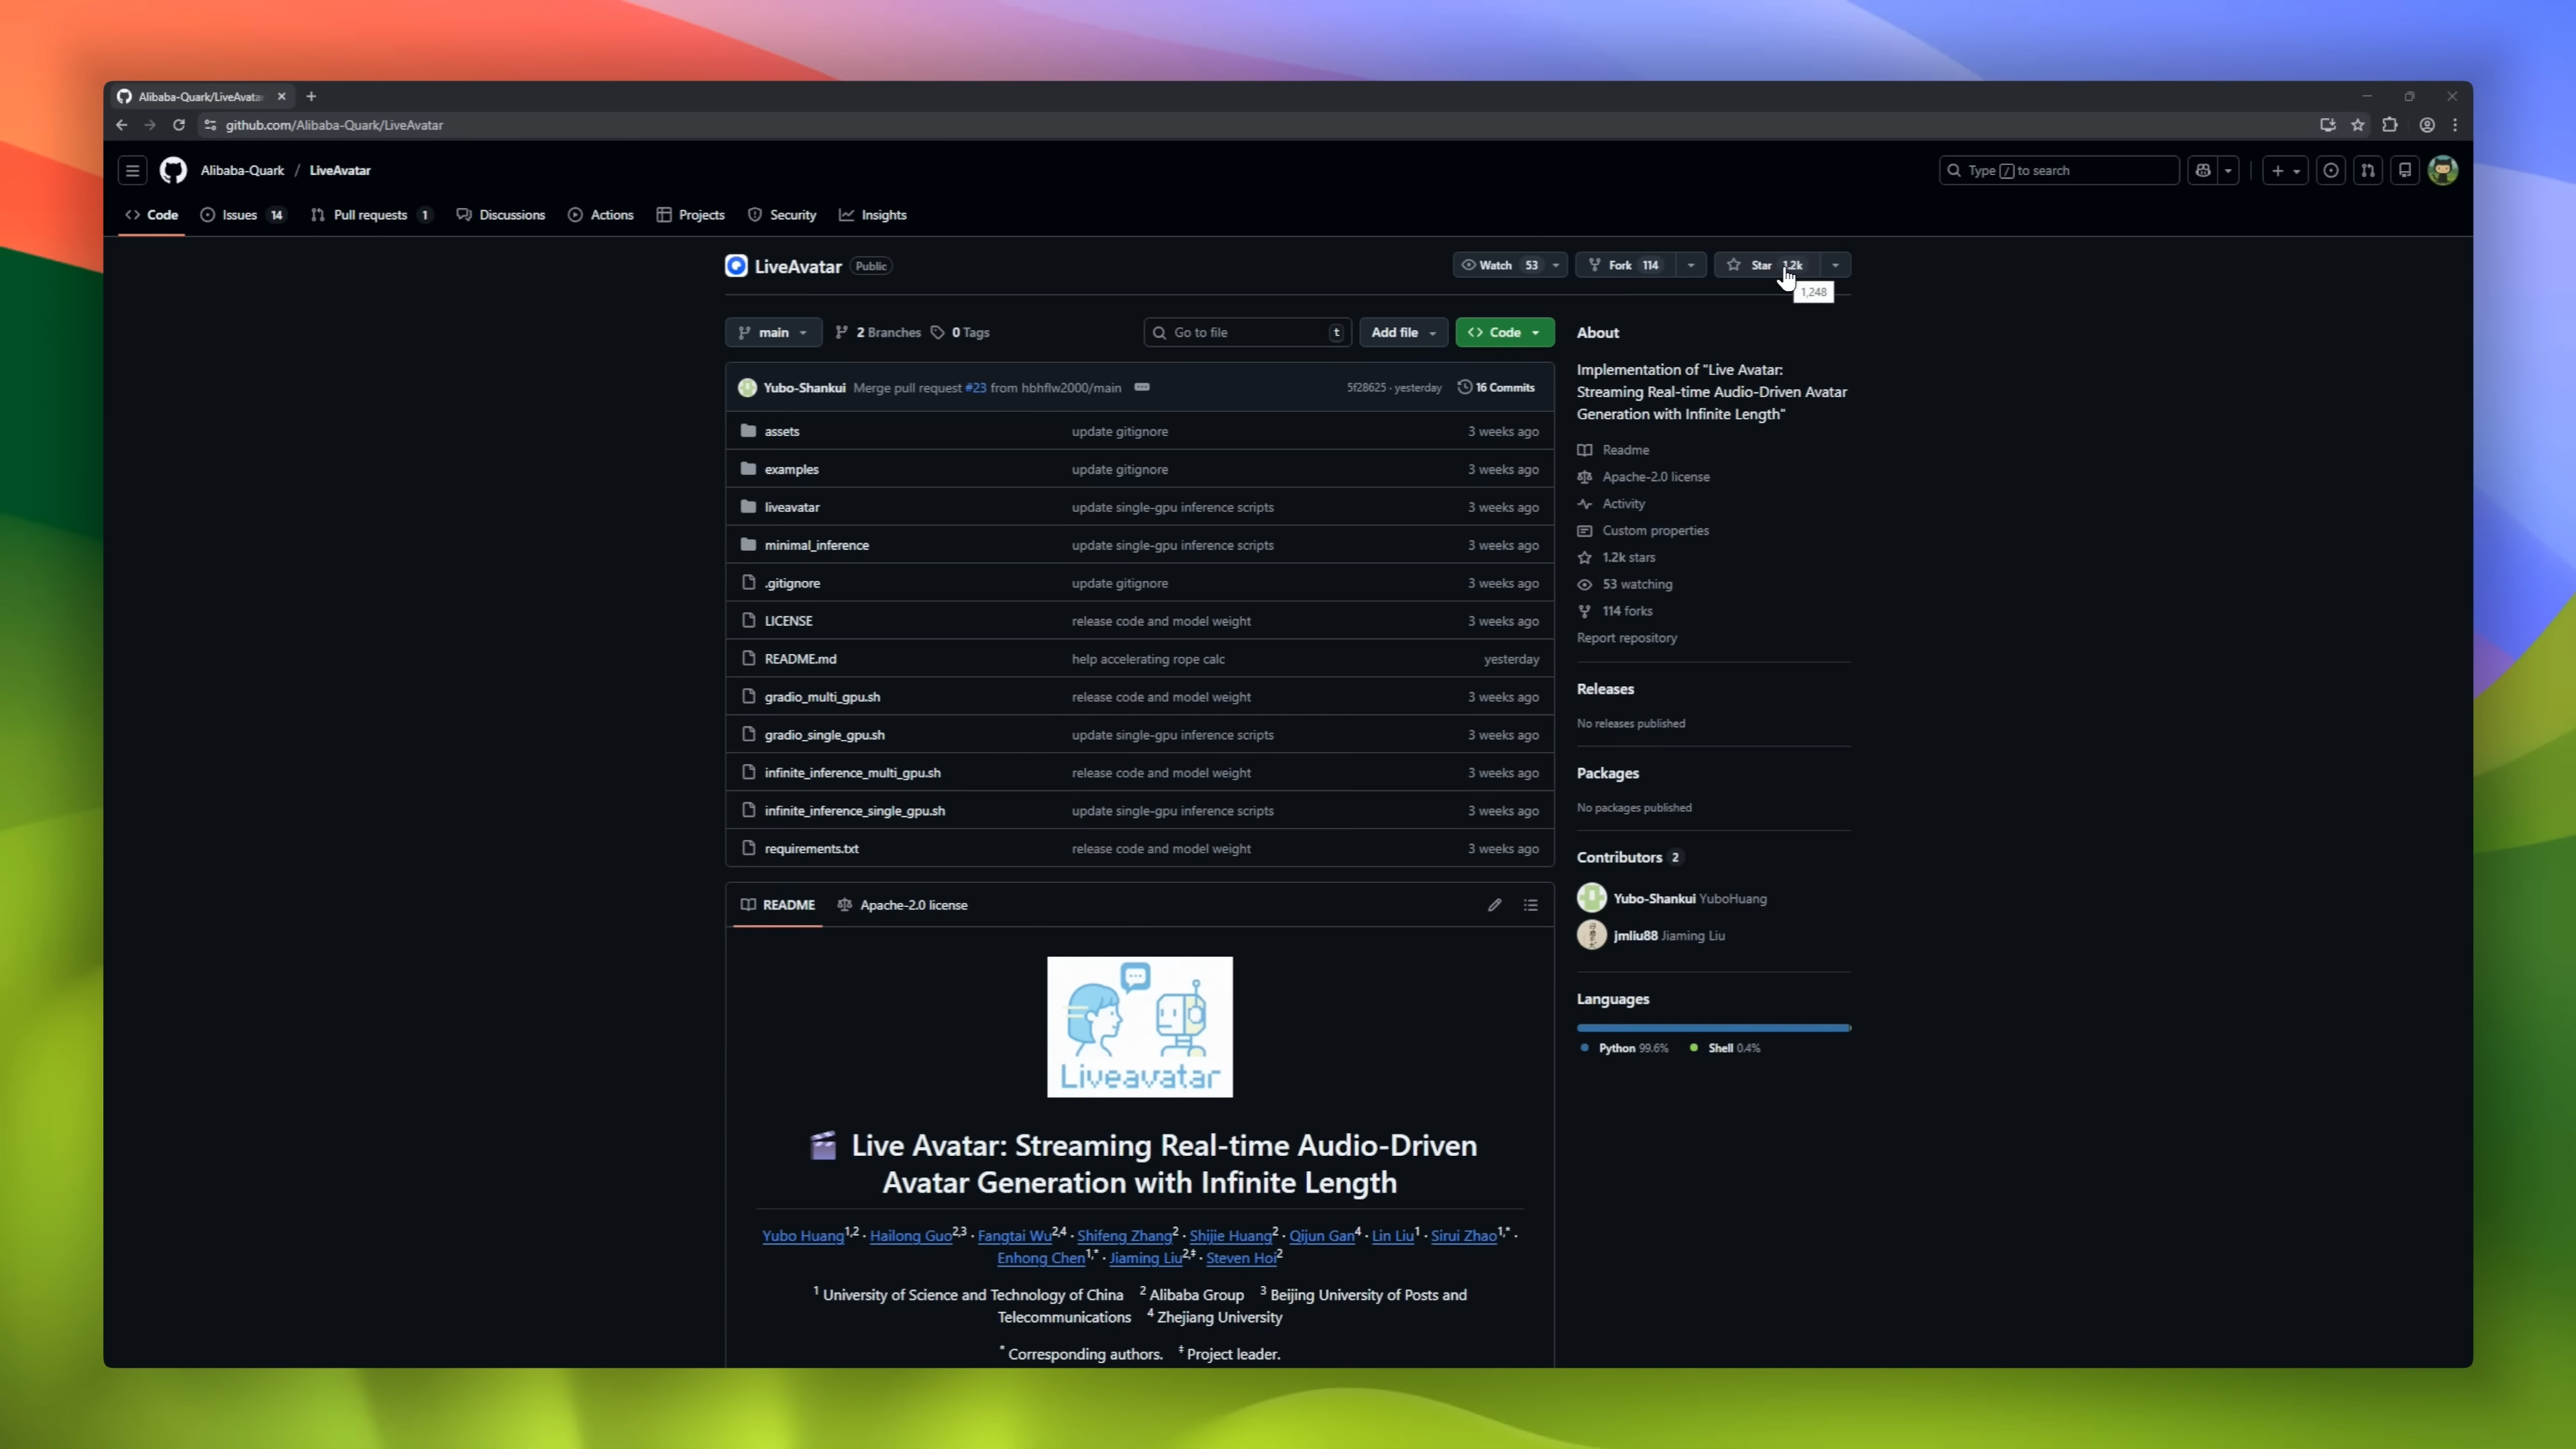 Alibaba-Quark/LiveAvata
github.com/Alibaba-Quark/LiveAvatar
Alibaba-Quark / LiveAvatar
Type / to search
Code
Issues 14
Pull requests 1
Discussions
Actions
Projects
Security
Insights
LiveAvatar Public
Watch 53
Fork 114
Star 1.2k
1,248
main
2 Branches
0 Tags
Go to file t
Add file
Code
Yubo-Shankui Merge pull request #23 from hbhflw2000/main
5f28625 · yesterday
16 Commits
assets update gitignore 3 weeks ago
examples update gitignore 3 weeks ago
liveavatar update single-gpu inference scripts 3 weeks ago
minimal_inference update single-gpu inference scripts 3 weeks ago
.gitignore update gitignore 3 weeks ago
LICENSE release code and model weight 3 weeks ago
README.md help accelerating rope calc yesterday
gradio_multi_gpu.sh release code and model weight 3 weeks ago
gradio_single_gpu.sh update single-gpu inference scripts 3 weeks ago
infinite_inference_multi_gpu.sh release code and model weight 3 weeks ago
infinite_inference_single_gpu.sh update single-gpu inference scripts 3 weeks ago
requirements.txt release code and model weight 3 weeks ago
README
Apache-2.0 license
Liveavatar
🎬 Live Avatar: Streaming Real-time Audio-Driven
Avatar Generation with Infinite Length
Yubo Huang1,2 · Hailong Guo2,3 · Fangtai Wu2,4 · Shifeng Zhang2 · Shijie Huang2 · Qijun Gan4 · Lin Liu1 · Sirui Zhao1,* ·
Enhong Chen1,* · Jiaming Liu2,‡ · Steven Hoi2
1 University of Science and Technology of China 2 Alibaba Group 3 Beijing University of Posts and
Telecommunications 4 Zhejiang University
* Corresponding authors. ‡ Project leader.
About
Implementation of "Live Avatar:
Streaming Real-time Audio-Driven Avatar
Generation with Infinite Length"
Readme
Apache-2.0 license
Activity
Custom properties
1.2k stars
53 watching
114 forks
Report repository
Releases
No releases published
Packages
No packages published
Contributors 2
Yubo-Shankui YuboHuang
jmliu88 Jiaming Liu
Languages
Python 99.6%
Shell 0.4%